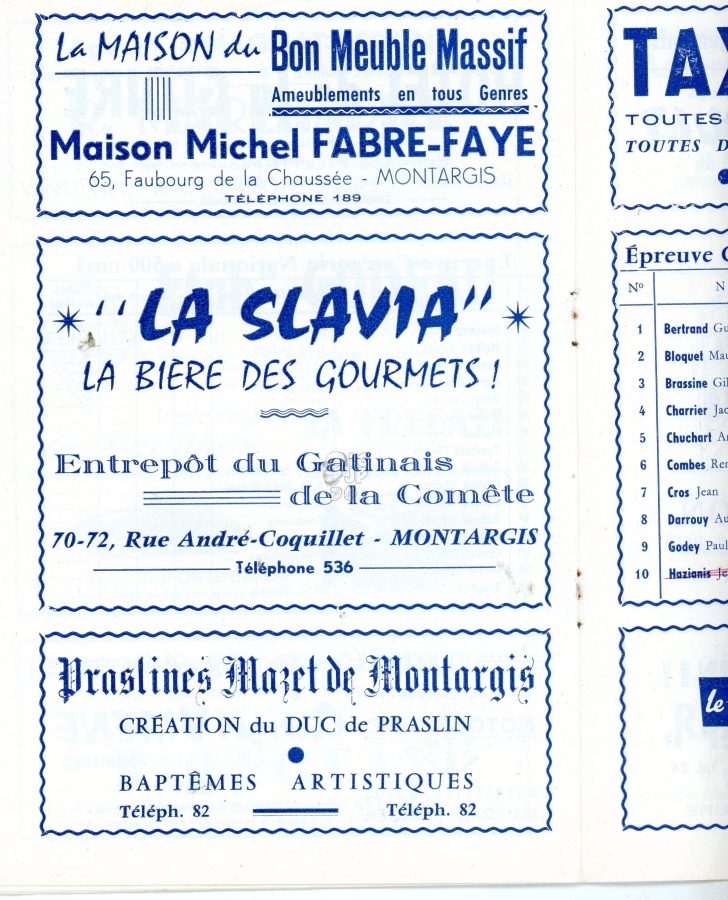 La MAISON du Bon Meuble Massif
Ameublements en tous Genres
Maison Michel FABRE-FAYE
65, Faubourg de la Chaussée - MONTARGIS
TÉLÉPHONE 189
"LA SLAVIA"
LA BIÈRE DES GOURMETS !
Entrepôt du Gatinais
de la Comête
70-72, Rue André-Coquillet - MONTARGIS
Téléphone 536
Praslines Mazet de Montargis
CRÉATION du DUC de PRASLIN
BAPTÊMES ARTISTIQUES
Téléph. 82 Téléph. 82
TOUTES
TOUTES
Épreuve
No
1 Bertrand
2 Bloquet
3 Brassine
4 Charrier
5 Chuchart
6 Combes
7 Cros Jean
8 Darrouy
9 Godey Paul
10 Hazianis
le